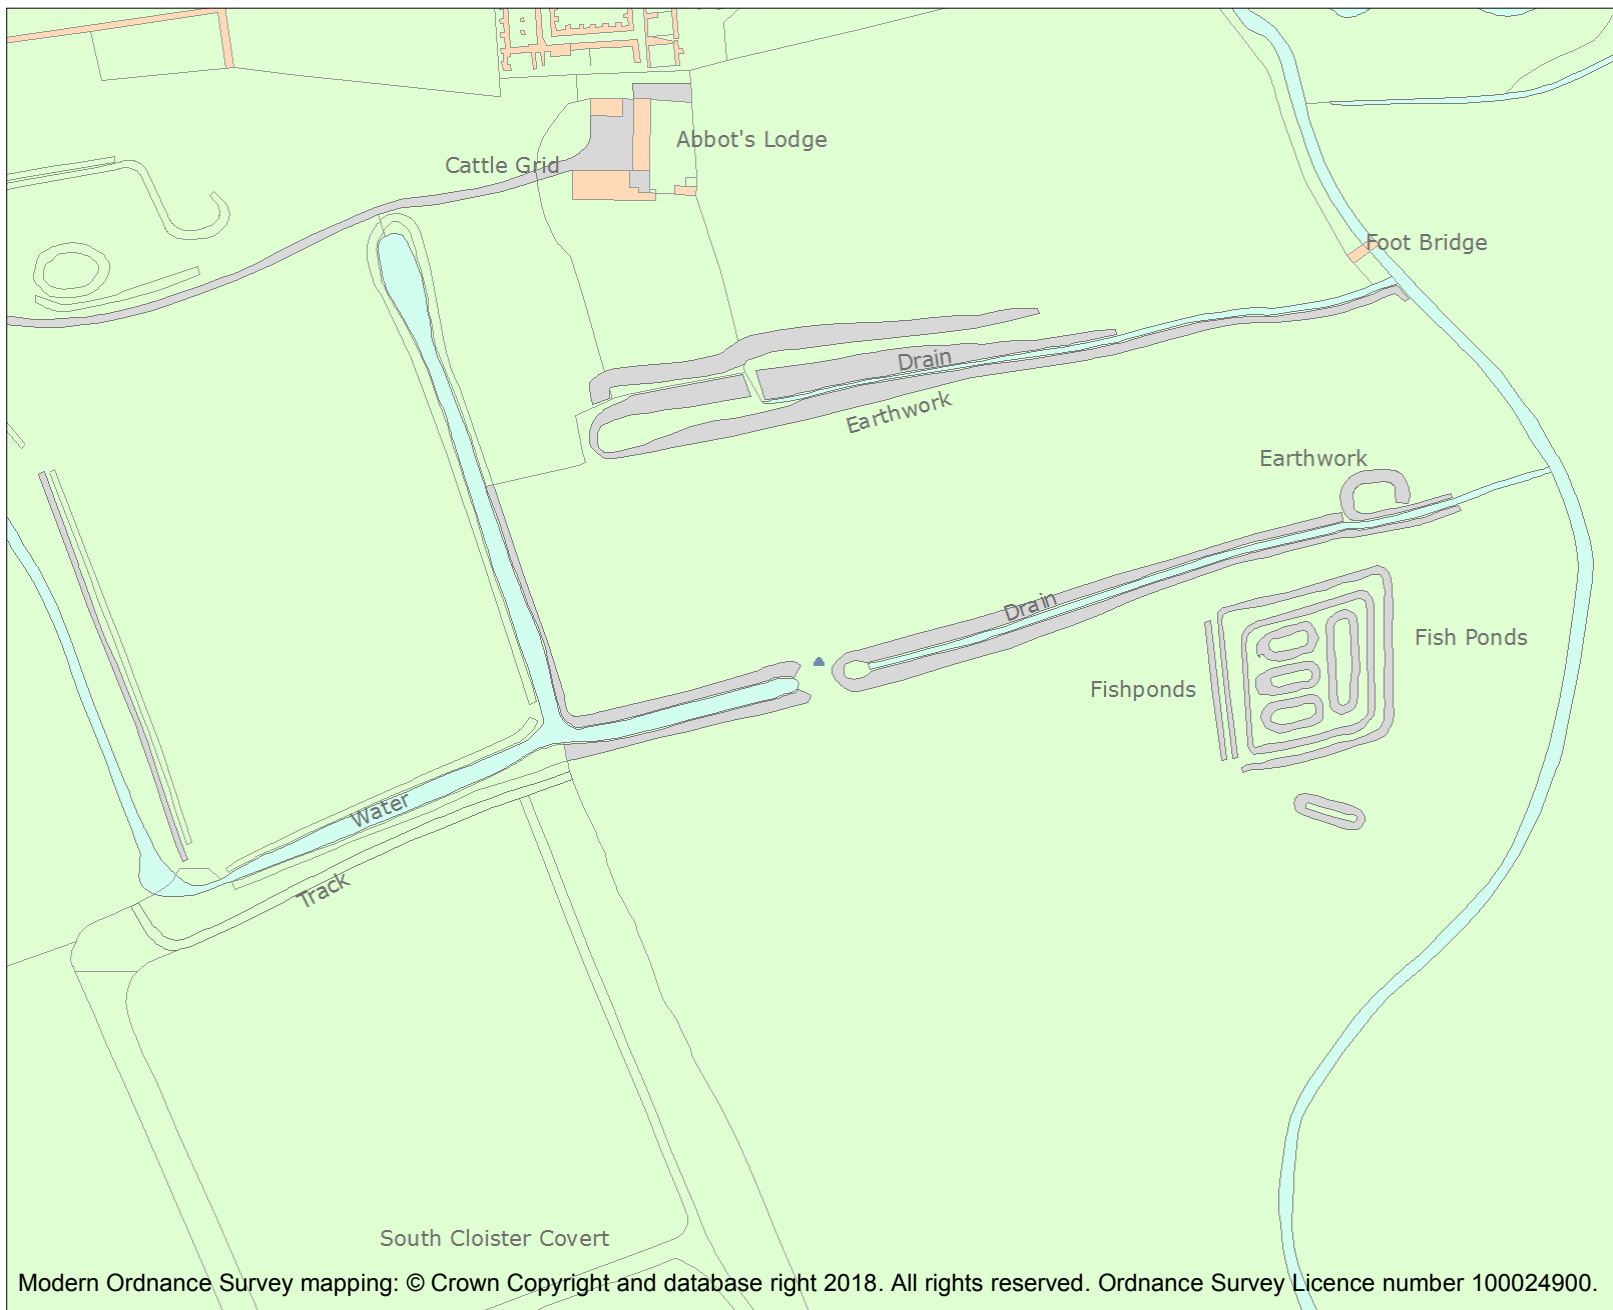 Abbot's Lodge
Cattle Grid
Foot Bridge
Drain
Earthwork
Earthwork
Drain
Fish Ponds
Fishponds
Water
Track
South Cloister Covert
Modern Ordnance Survey mapping: © Crown Copyright and database right 2018. All rights reserved. Ordnance Survey Licence number 100024900.